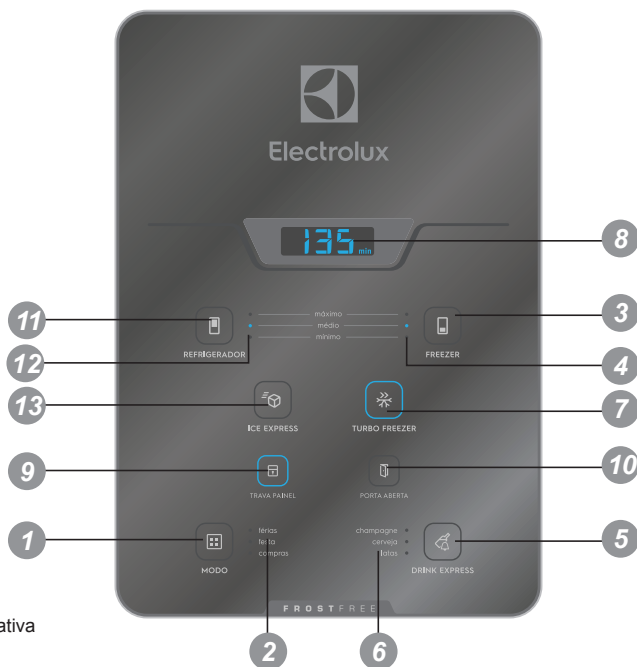 Electrolux
135 min
8
máximo
médio
mínimo
11
REFRIGERADOR
12
3
FREEZER
4
13
ICE EXPRESS
TURBO FREEZER
7
9
TRAVA PAINEL
PORTA ABERTA
10
1
MODO
férias
festa
compras
champagne
cerveja
latas
DRINK EXPRESS
5
FROSTFREE
ativa
2
6